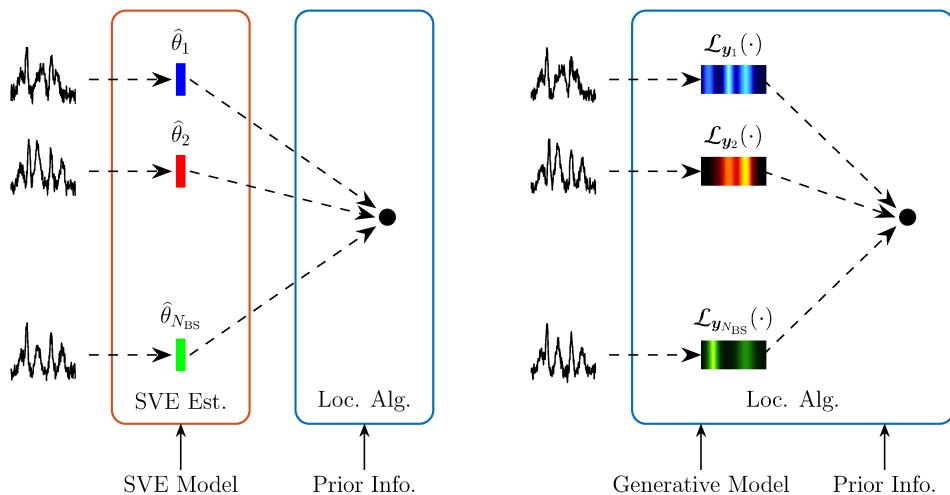 θ̂₁
θ̂₂
θ̂_{N_BS}
SVE Est.
Loc. Alg.
SVE Model
Prior Info.
𝓛_{𝒚₁}(·)
𝓛_{𝒚₂}(·)
𝓛_{𝒚_{N_BS}}(·)
Loc. Alg.
Generative Model
Prior Info.